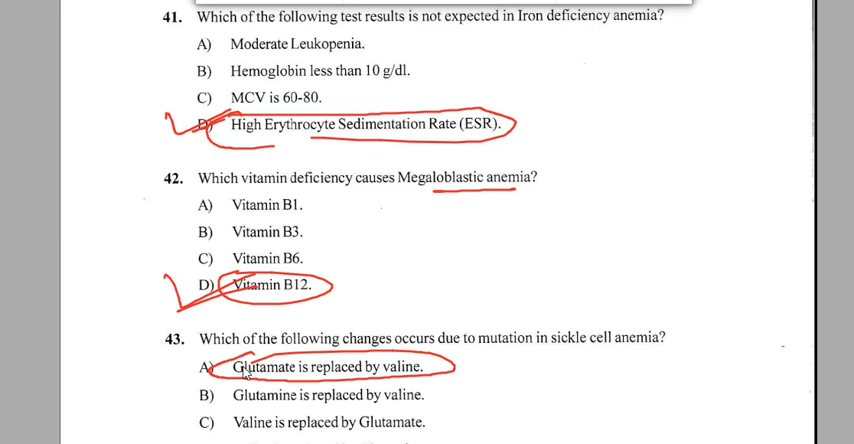 41. Which of the following test results is not expected in Iron deficiency anemia?
A) Moderate Leukopenia.
B) Hemoglobin less than 10 g/dl.
C) MCV is 60-80.
D) High Erythrocyte Sedimentation Rate (ESR).
42. Which vitamin deficiency causes Megaloblastic anemia?
A) Vitamin B1.
B) Vitamin B3.
C) Vitamin B6.
D) Vitamin B12.
43. Which of the following changes occurs due to mutation in sickle cell anemia?
A) Glutamate is replaced by valine.
B) Glutamine is replaced by valine.
C) Valine is replaced by Glutamate.